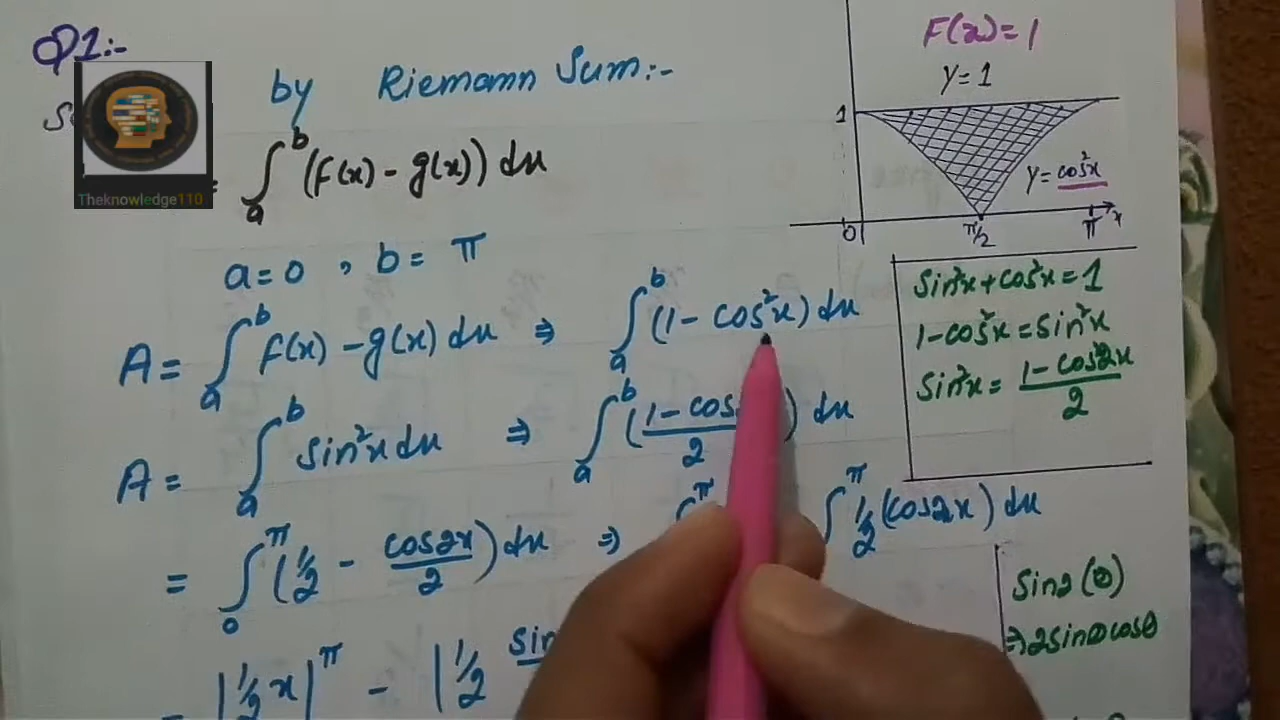 Q1:-
by Riemann Sum:-
Theknowledge110
= ∫ₐᵇ (f(x) - g(x)) dx
a = 0 , b = π
A = ∫ₐᵇ f(x) - g(x) dx ⇒ ∫ₐᵇ (1 - cos²x) dx
A = ∫ₐᵇ sin²x dx ⇒ ∫ₐᵇ (1 - cos / 2) dx
= ∫₀^π (1/2 - cos2x/2) dx ⇒ ∫^π ∫^π 1/2 (cos2x) dx
= |1/2 x|^π - |1/2 sin
F(x) = 1
y = 1
1
y = cos²x
0 π/2 π x
sin²x + cos²x = 1
1 - cos²x = sin²x
sin²x = 1 - cos2x / 2
sin2(θ)
⇒ 2sinθcosθ